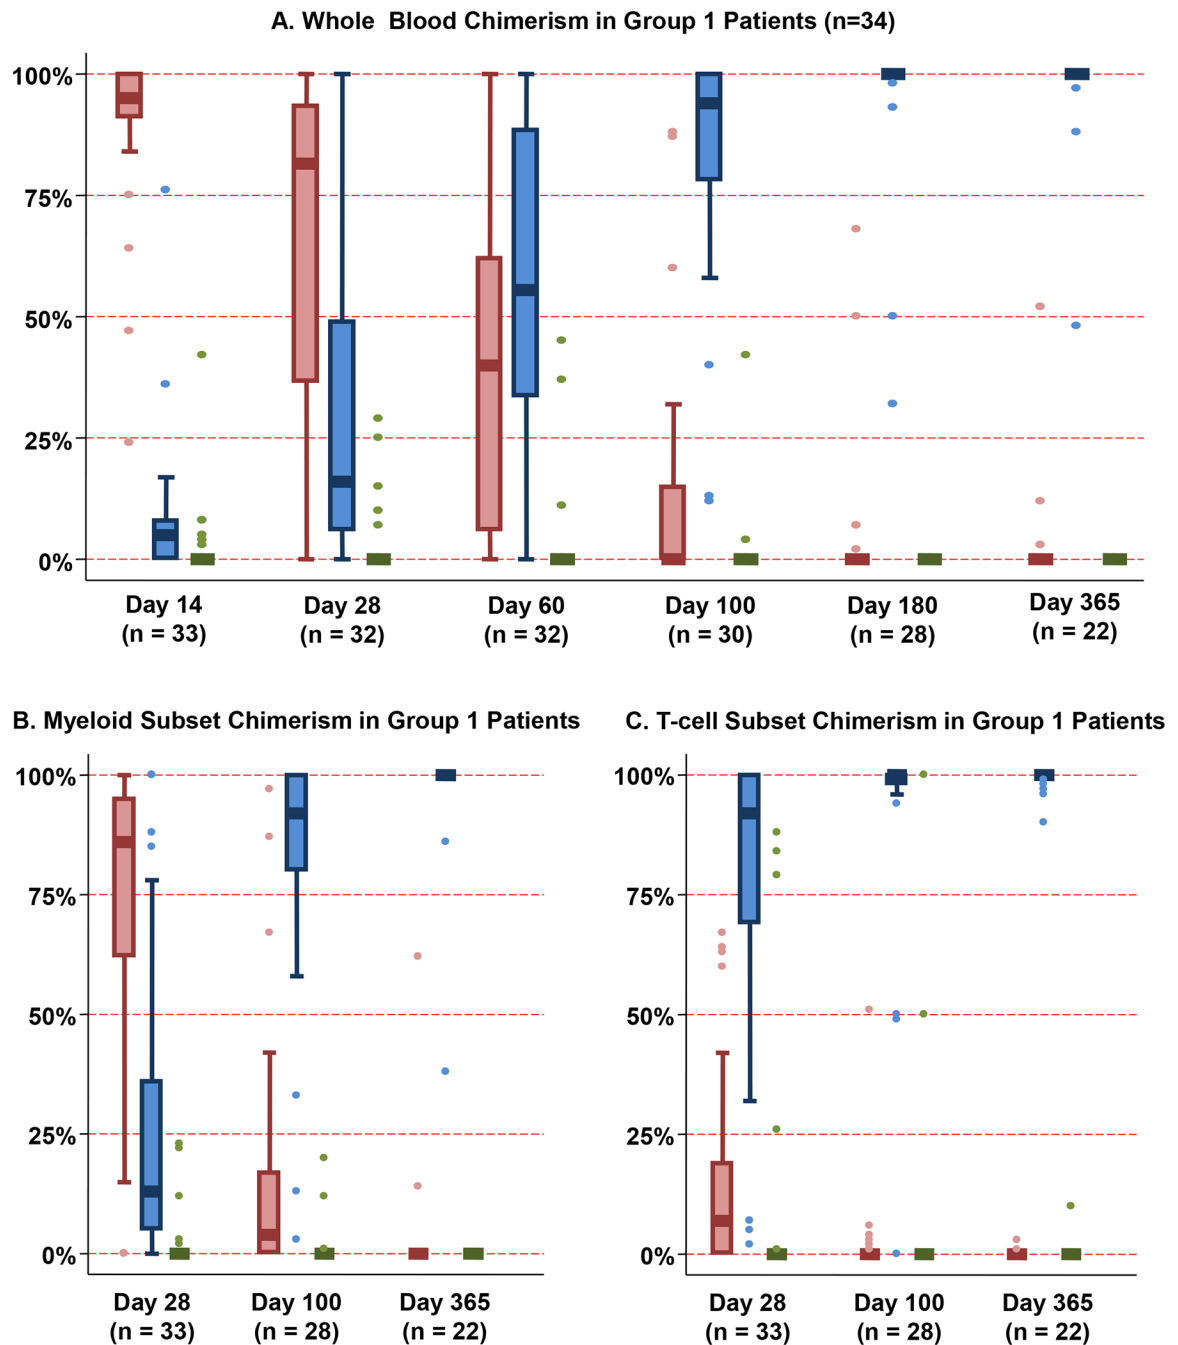 A. Whole  Blood Chimerism in Group 1 Patients (n=34)
100%
75%
50%
25%
0%
Day 14 Day 28 Day 60 Day 100 Day 180 Day 365
(n = 33) (n = 32) (n = 32) (n = 30) (n = 28) (n = 22)
B. Myeloid Subset Chimerism in Group 1 Patients
100%
75%
50%
25%
0%
Day 28 Day 100 Day 365
(n = 33) (n = 28) (n = 22)
C. T-cell Subset Chimerism in Group 1 Patients
100%
75%
50%
25%
0%
Day 28 Day 100 Day 365
(n = 33) (n = 28) (n = 22)